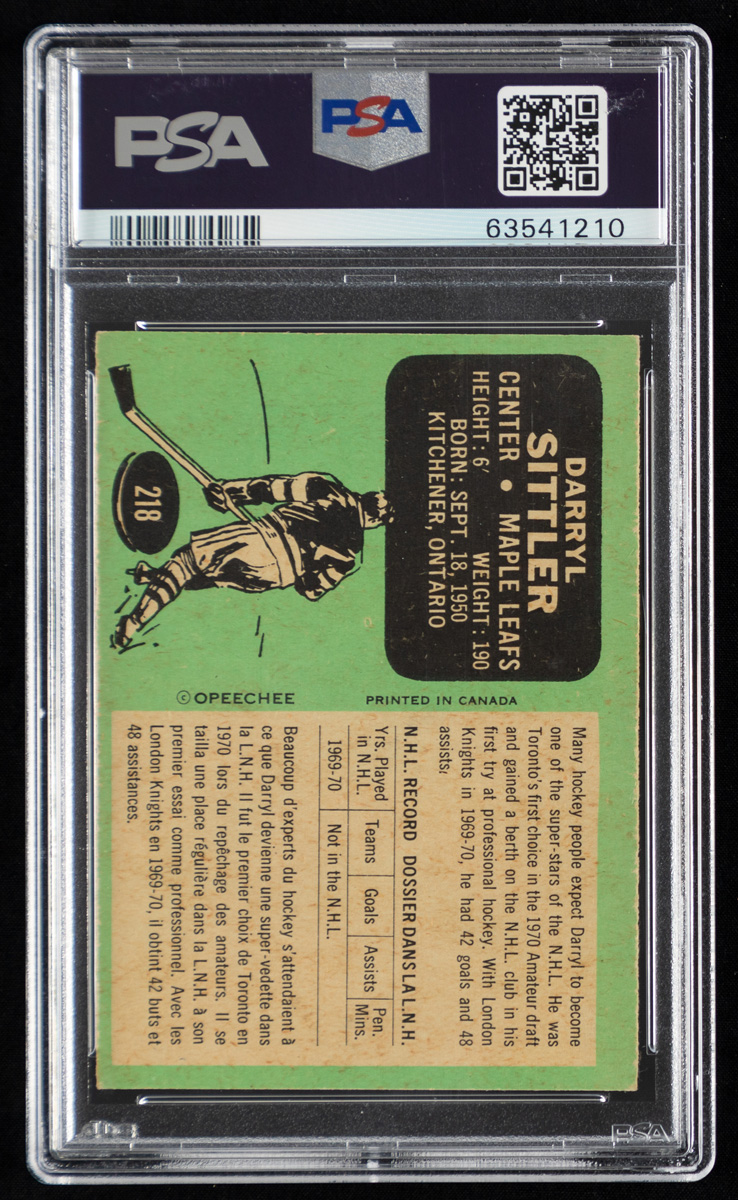 PSA
PSA
63541210
DARRYL
SITTLER
CENTER • MAPLE LEAFS
HEIGHT: 6' WEIGHT: 190
BORN: SEPT. 18, 1950
KITCHENER, ONTARIO
218
© OPEECHEE
PRINTED IN CANADA
Many hockey people expect Darryl to become
one of the super-stars of the N.H.L. He was
Toronto's first choice in the 1970 Amateur draft
and gained a berth on the N.H.L. club in his
first try at professional hockey. With London
Knights in 1969-70, he had 42 goals and 48
assists.
N.H.L. RECORD DOSSIER DANS LA L.N.H.
Yrs. Played in N.H.L. Teams Goals Assists Pen. Mins.
1969-70 Not in the N.H.L.
Beaucoup d'experts du hockey s'attendaient à
ce que Darryl devienne une super-vedette dans
la L.N.H. Il fut le premier choix de Toronto en
1970 lors du repêchage des amateurs. Il se
tailla une place régulière dans la L.N.H. à son
premier essai comme professionnel. Avec les
London Knights en 1969-70, il obtint 42 buts et
48 assistances.
PSA